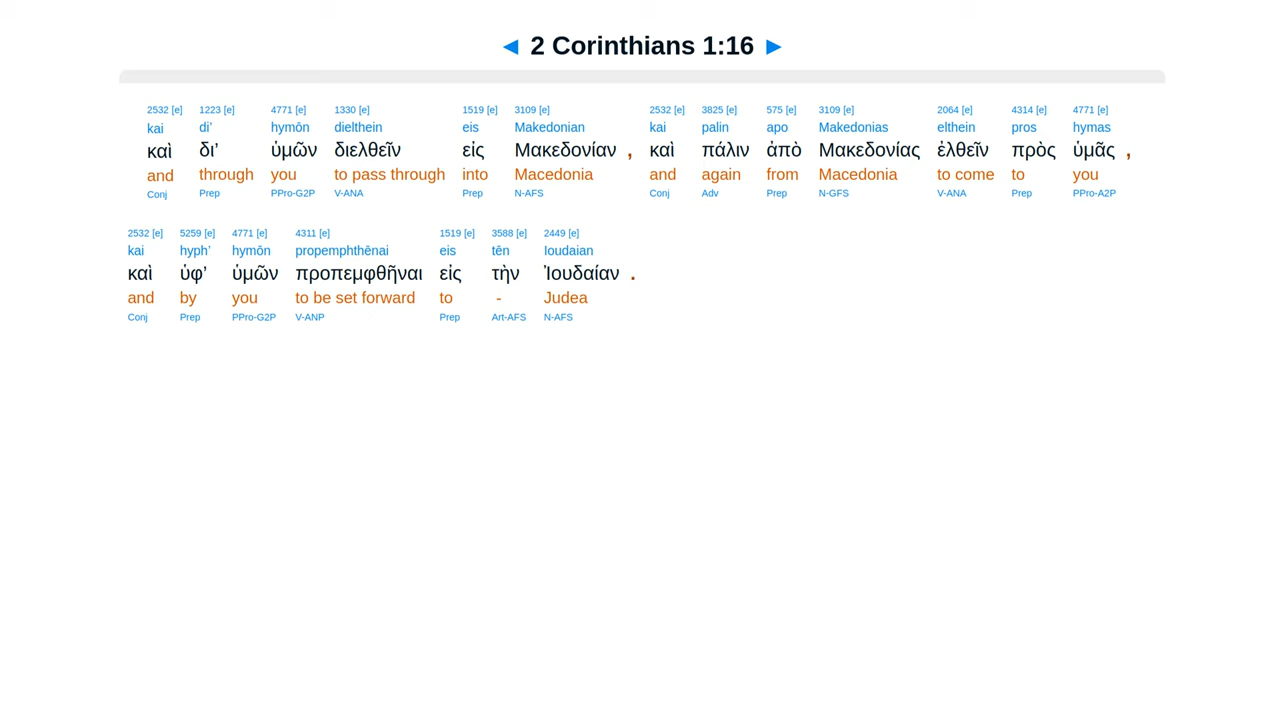 ◄ 2 Corinthians 1:16 ►
2532 [e] 1223 [e] 4771 [e] 1330 [e] 1519 [e] 3109 [e] 2532 [e] 3825 [e] 575 [e] 3109 [e] 2064 [e] 4314 [e] 4771 [e]
kai di’ hymōn dielthein eis Makedonian kai palin apo Makedonias elthein pros hymas
καὶ δι’ ὑμῶν διελθεῖν εἰς Μακεδονίαν , καὶ πάλιν ἀπὸ Μακεδονίας ἐλθεῖν πρὸς ὑμᾶς ,
and through you to pass through into Macedonia and again from Macedonia to come to you
Conj Prep PPro-G2P V-ANA Prep N-AFS Conj Adv Prep N-GFS V-ANA Prep PPro-A2P
2532 [e] 5259 [e] 4771 [e] 4311 [e] 1519 [e] 3588 [e] 2449 [e]
kai hyph’ hymōn propemphthēnai eis tēn Ioudaian
καὶ ὑφ’ ὑμῶν προπεμφθῆναι εἰς τὴν Ἰουδαίαν .
and by you to be set forward to - Judea
Conj Prep PPro-G2P V-ANP Prep Art-AFS N-AFS